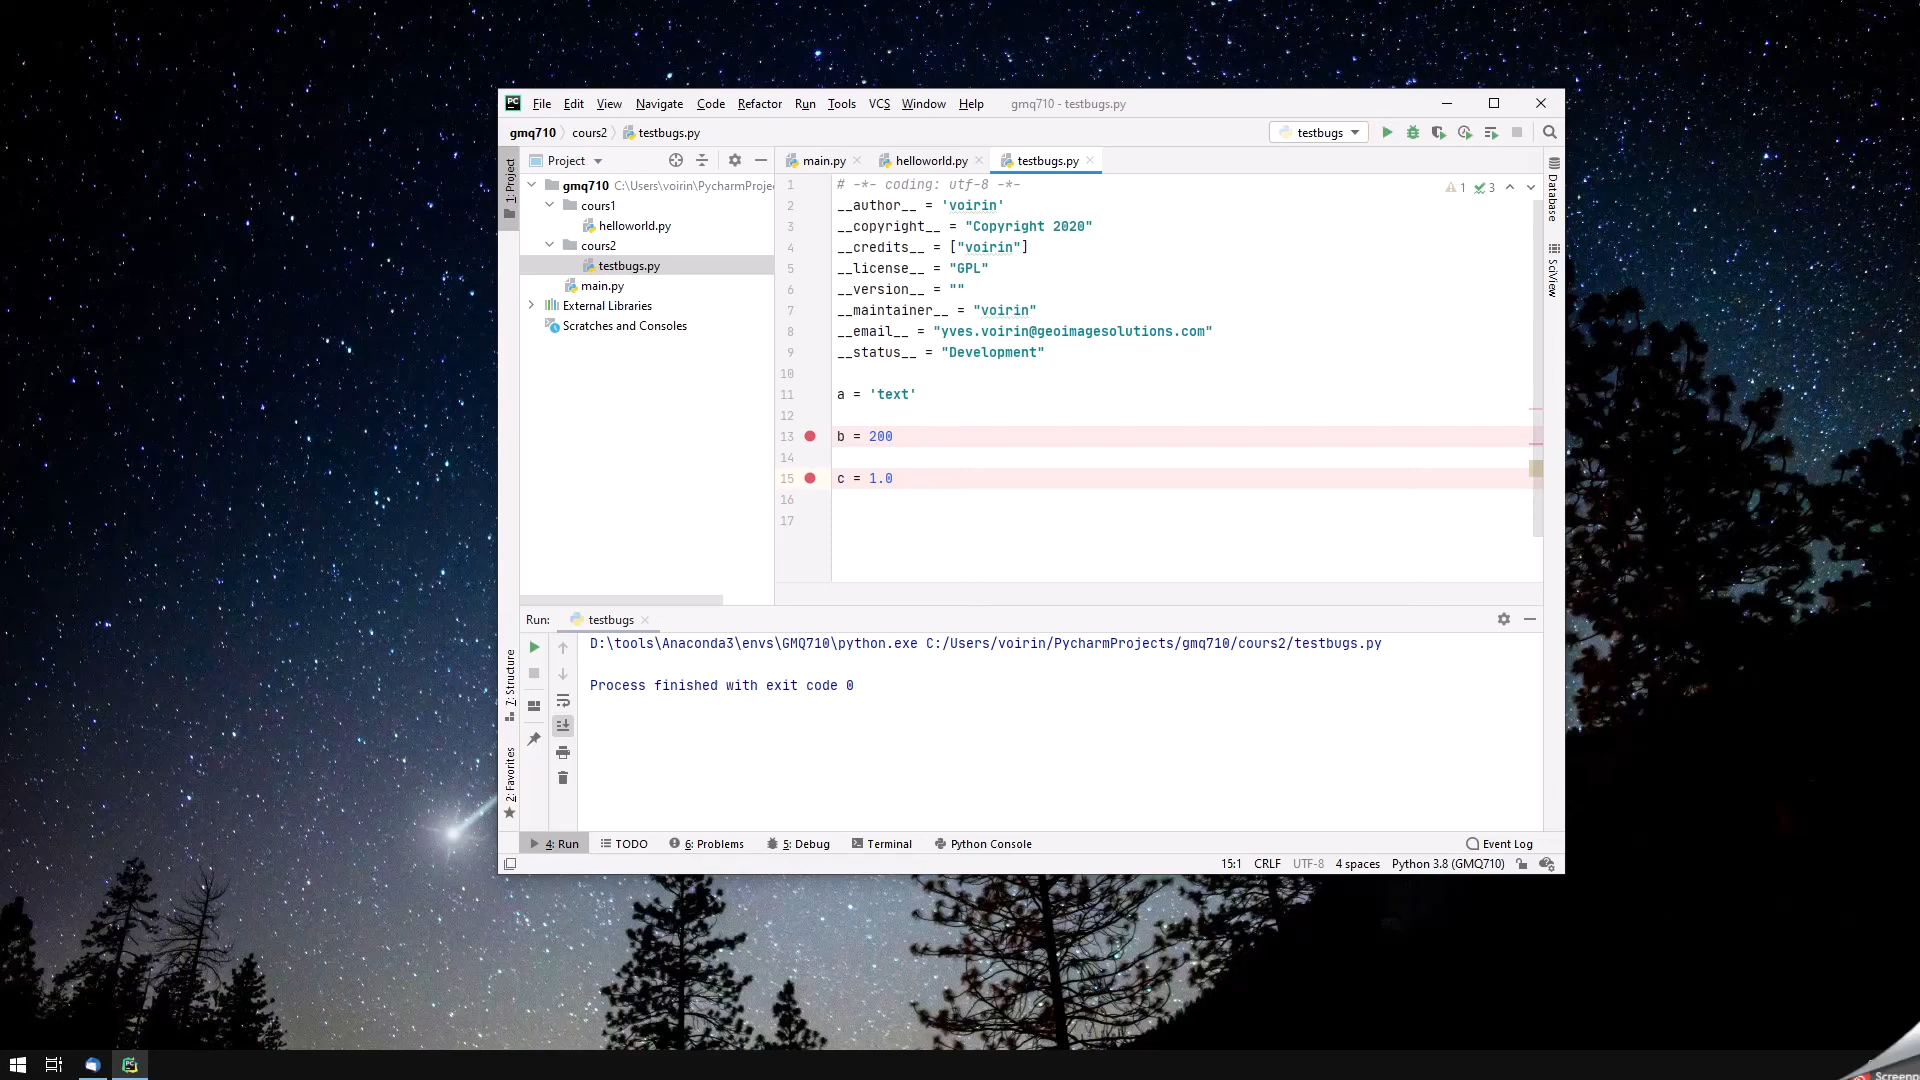 PC File Edit View Navigate Code Refactor Run Tools VCS Window Help gmq710 - testbugs.py
gmq710 cours2 testbugs.py testbugs
1: Project
Project
gmq710 C:\Users\voirin\PycharmProje
cours1
helloworld.py
cours2
testbugs.py
main.py
External Libraries
Scratches and Consoles
main.py helloworld.py testbugs.py
1 # -*- coding: utf-8 -*-
2 __author__ = 'voirin'
3 __copyright__ = "Copyright 2020"
4 __credits__ = ["voirin"]
5 __license__ = "GPL"
6 __version__ = ""
7 __maintainer__ = "voirin"
8 __email__ = "yves.voirin@geoimagesolutions.com"
9 __status__ = "Development"
10
11 a = 'text'
12
13 b = 200
14
15 c = 1.0
16
17
1 3
Database
SciView
Run: testbugs
D:\tools\Anaconda3\envs\GMQ710\python.exe C:/Users/voirin/PycharmProjects/gmq710/cours2/testbugs.py
Process finished with exit code 0
7: Structure
2: Favorites
4: Run TODO 6: Problems 5: Debug Terminal Python Console Event Log
15:1 CRLF UTF-8 4 spaces Python 3.8 (GMQ710)
PC